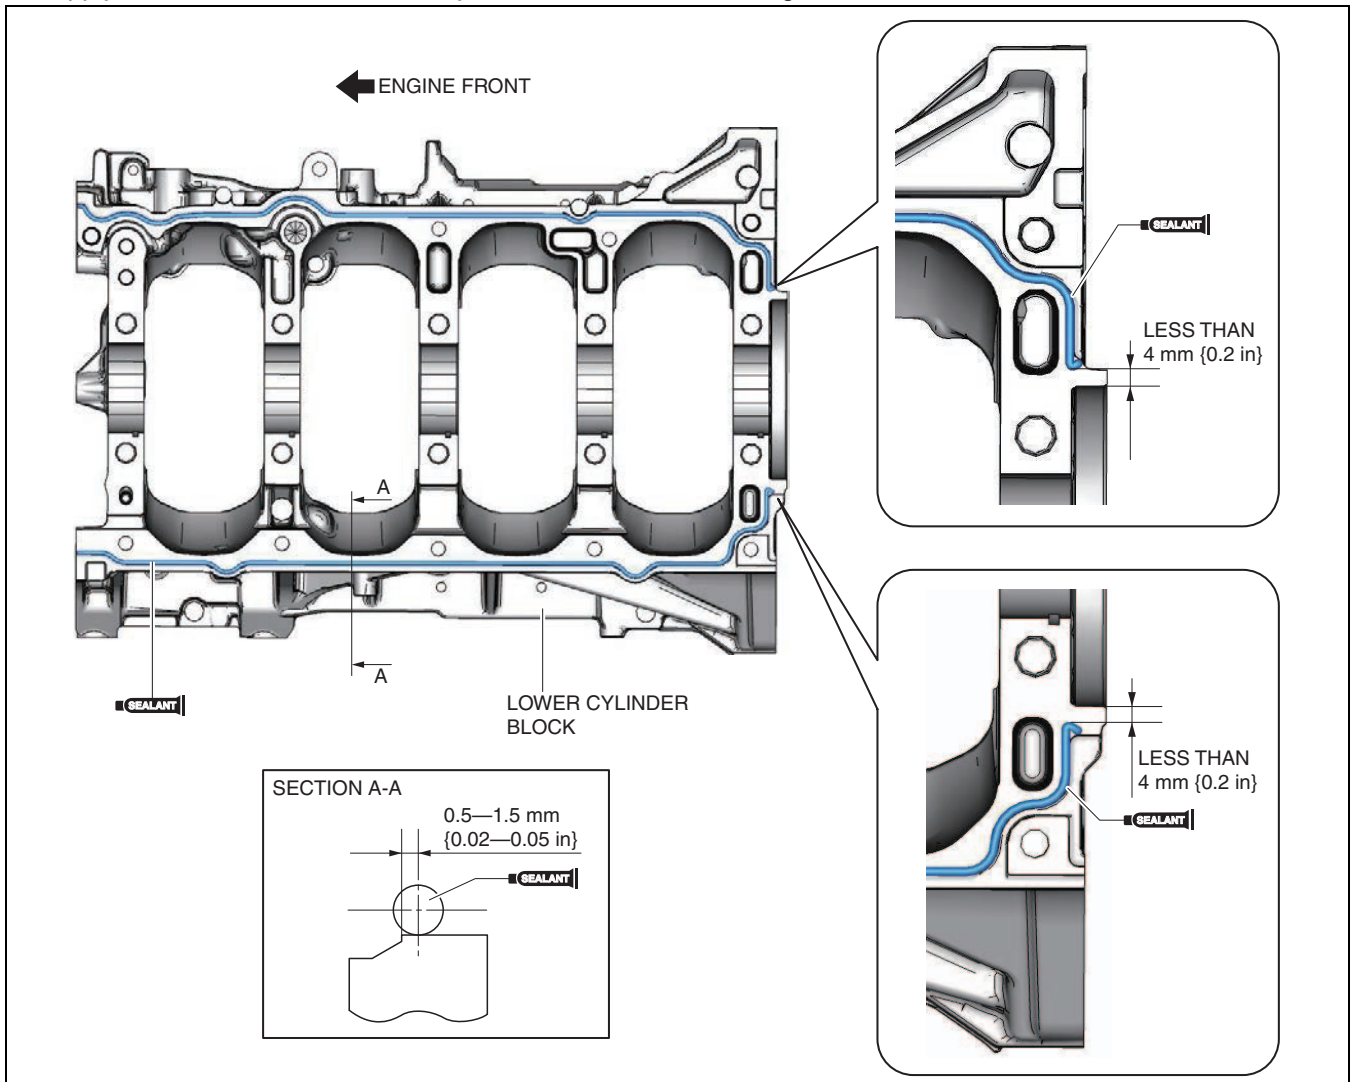 ENGINE FRONT
SEALANT
LESS THAN
4 mm {0.2 in}
A
A
SEALANT
LOWER CYLINDER
BLOCK
LESS THAN
4 mm {0.2 in}
SEALANT
SECTION A-A
0.5—1.5 mm
{0.02—0.05 in}
SEALANT